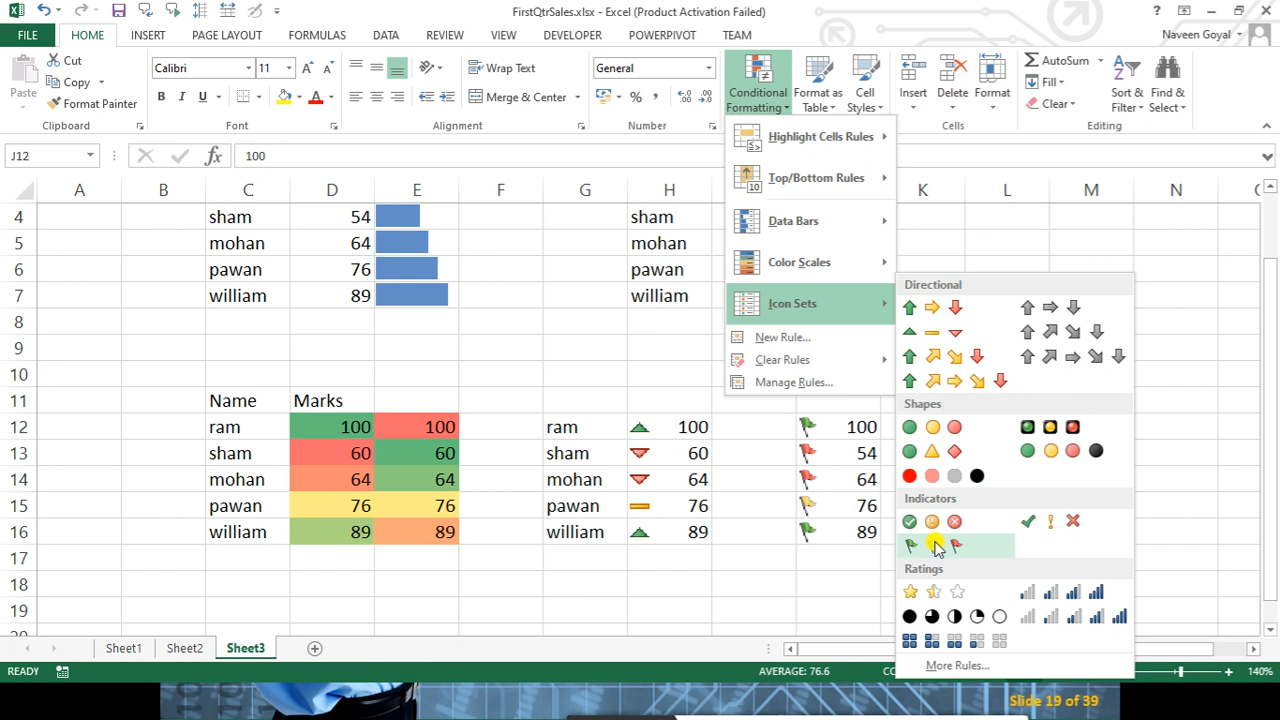 FirstQtrSales.xlsx - Excel (Product Activation Failed)
FILE HOME INSERT PAGE LAYOUT FORMULAS DATA REVIEW VIEW DEVELOPER POWERPIVOT TEAM Naveen Goyal
Paste
Cut
Copy
Format Painter
Clipboard
Calibri 11
B I U
Font
Wrap Text
Merge & Center
Alignment
General
%
Number
Conditional Formatting
Format as Table
Cell Styles
Insert Delete Format
Cells
AutoSum
Fill
Clear
Sort & Filter
Find & Select
Editing
J12 fx 100
A B C D E F G H K L M N
4 sham 54 sham
5 mohan 64 mohan
6 pawan 76 pawan
7 william 89 william
8
9
10
11 Name Marks
12 ram 100 100 ram 100 100
13 sham 60 60 sham 60 54
14 mohan 64 64 mohan 64 64
15 pawan 76 76 pawan 76 76
16 william 89 89 william 89 89
17
18
19
Highlight Cells Rules
Top/Bottom Rules
10
Data Bars
Color Scales
Icon Sets
New Rule...
Clear Rules
Manage Rules...
Directional
Shapes
Indicators
Ratings
More Rules...
Sheet1 Sheet2 Sheet3
READY AVERAGE: 76.6 140%
Slide 19 of 39